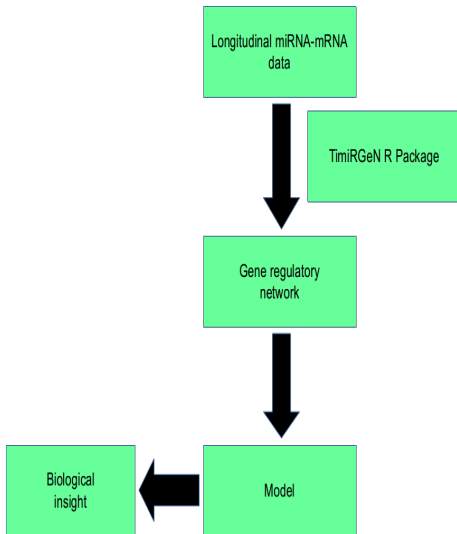 Longitudinal miRNA-mRNA
data
TimiRGeN R Package
Gene regulatory
network
Biological
insight
Model